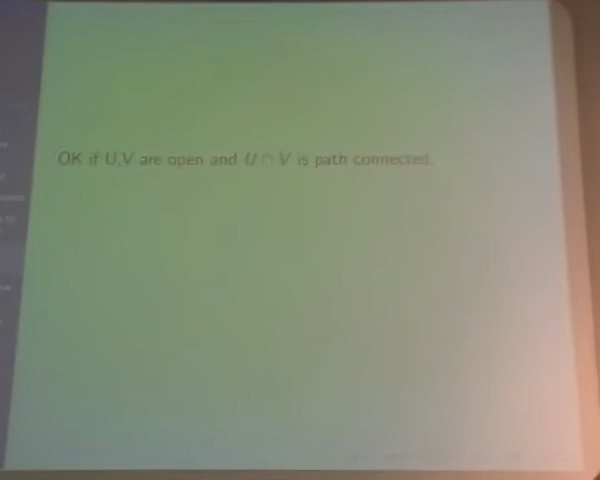 OK if U,V are open and U ∩ V is path connected.